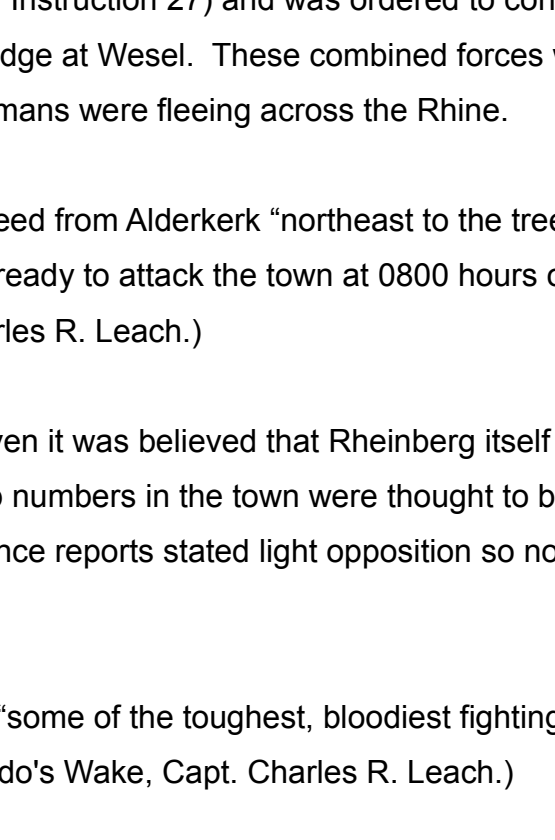 Instruction 27) and was ordered to con
dge at Wesel.  These combined forces
mans were fleeing across the Rhine.
eed from Alderkerk “northeast to the tree
ready to attack the town at 0800 hours
rles R. Leach.)
ven it was believed that Rheinberg itself
numbers in the town were thought to b
nce reports stated light opposition so no
“some of the toughest, bloodiest fighting
do's Wake, Capt. Charles R. Leach.)